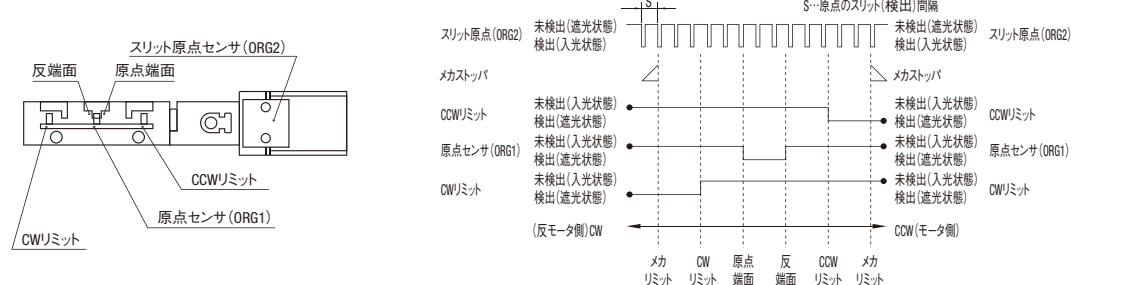 スリット原点センサ(ORG2)
反端面
原点端面
CCWリミット
原点センサ(ORG1)
CWリミット
S
S…原点のスリット(検出)間隔
スリット原点(ORG2)
未検出(遮光状態)
検出(入光状態)
未検出(遮光状態)
検出(入光状態)
スリット原点(ORG2)
メカストッパ
メカストッパ
CCWリミット
未検出(入光状態)
検出(遮光状態)
未検出(入光状態)
検出(遮光状態)
CCWリミット
原点センサ(ORG1)
未検出(入光状態)
検出(遮光状態)
未検出(入光状態)
検出(遮光状態)
原点センサ(ORG1)
CWリミット
未検出(入光状態)
検出(遮光状態)
未検出(入光状態)
検出(遮光状態)
CWリミット
(反モータ側)CW
CCW(モータ側)
メカ
リミット
CW
リミット
原点
端面
反
端面
CCW
リミット
メカ
リミット